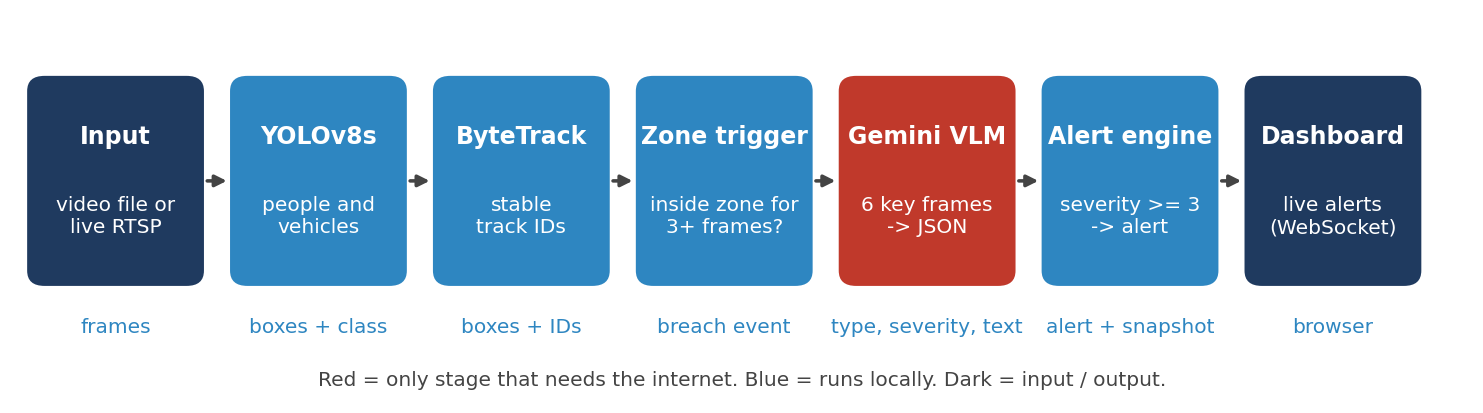 Input
video file or
live RTSP
YOLOv8s
people and
vehicles
ByteTrack
stable
track IDs
Zone trigger
inside zone for
3+ frames?
Gemini VLM
6 key frames
-> JSON
Alert engine
severity >= 3
-> alert
Dashboard
live alerts
(WebSocket)
frames
boxes + class
boxes + IDs
breach event
type, severity, text
alert + snapshot
browser
Red = only stage that needs the internet. Blue = runs locally. Dark = input / output.